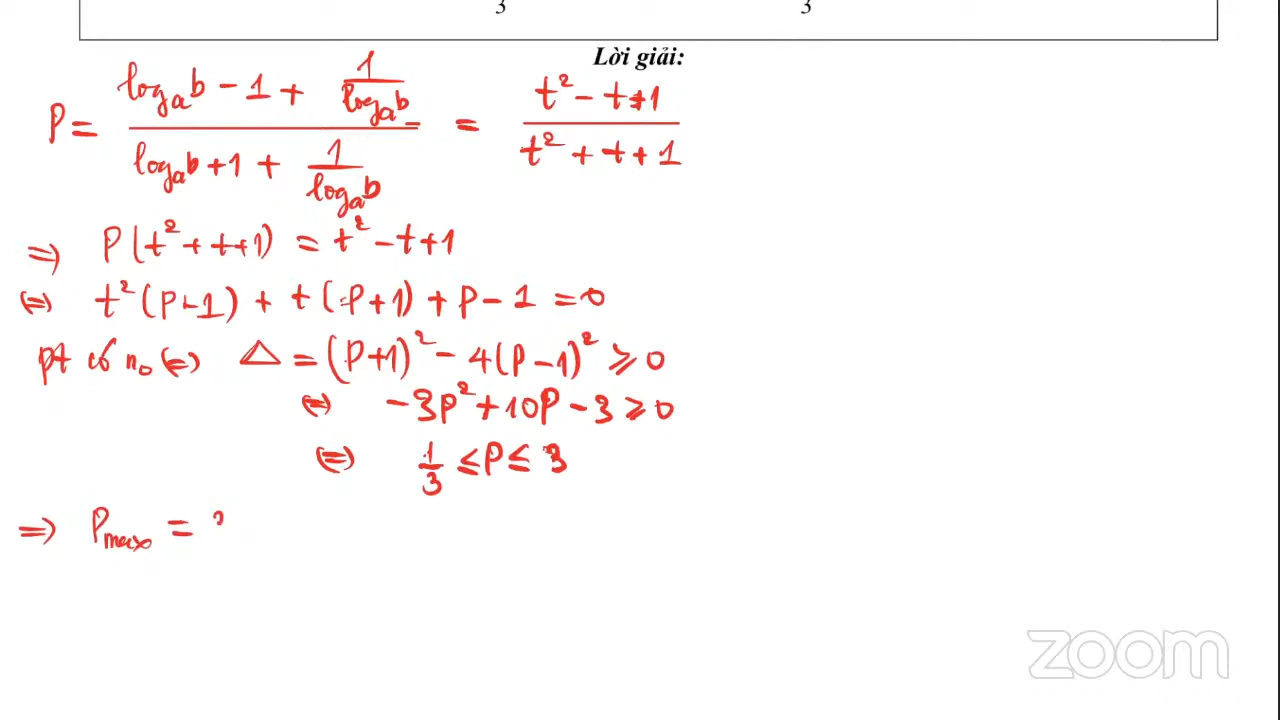 3 3
Lời giải:
P = (log_a b - 1 + 1/(log_a b))/(log_a b + 1 + 1/(log_a b)) = (t² - t + 1)/(t² + t + 1)
⇒ P(t² + t + 1) = t² - t + 1
⇔ t²(P - 1) + t(P + 1) + P - 1 = 0
pt có n₀ ⇔ Δ = (P + 1)² - 4(P - 1)² ≥ 0
⇔ -3P² + 10P - 3 ≥ 0
⇔ 1/3 ≤ P ≤ 3
⇒ P_max =
zoom